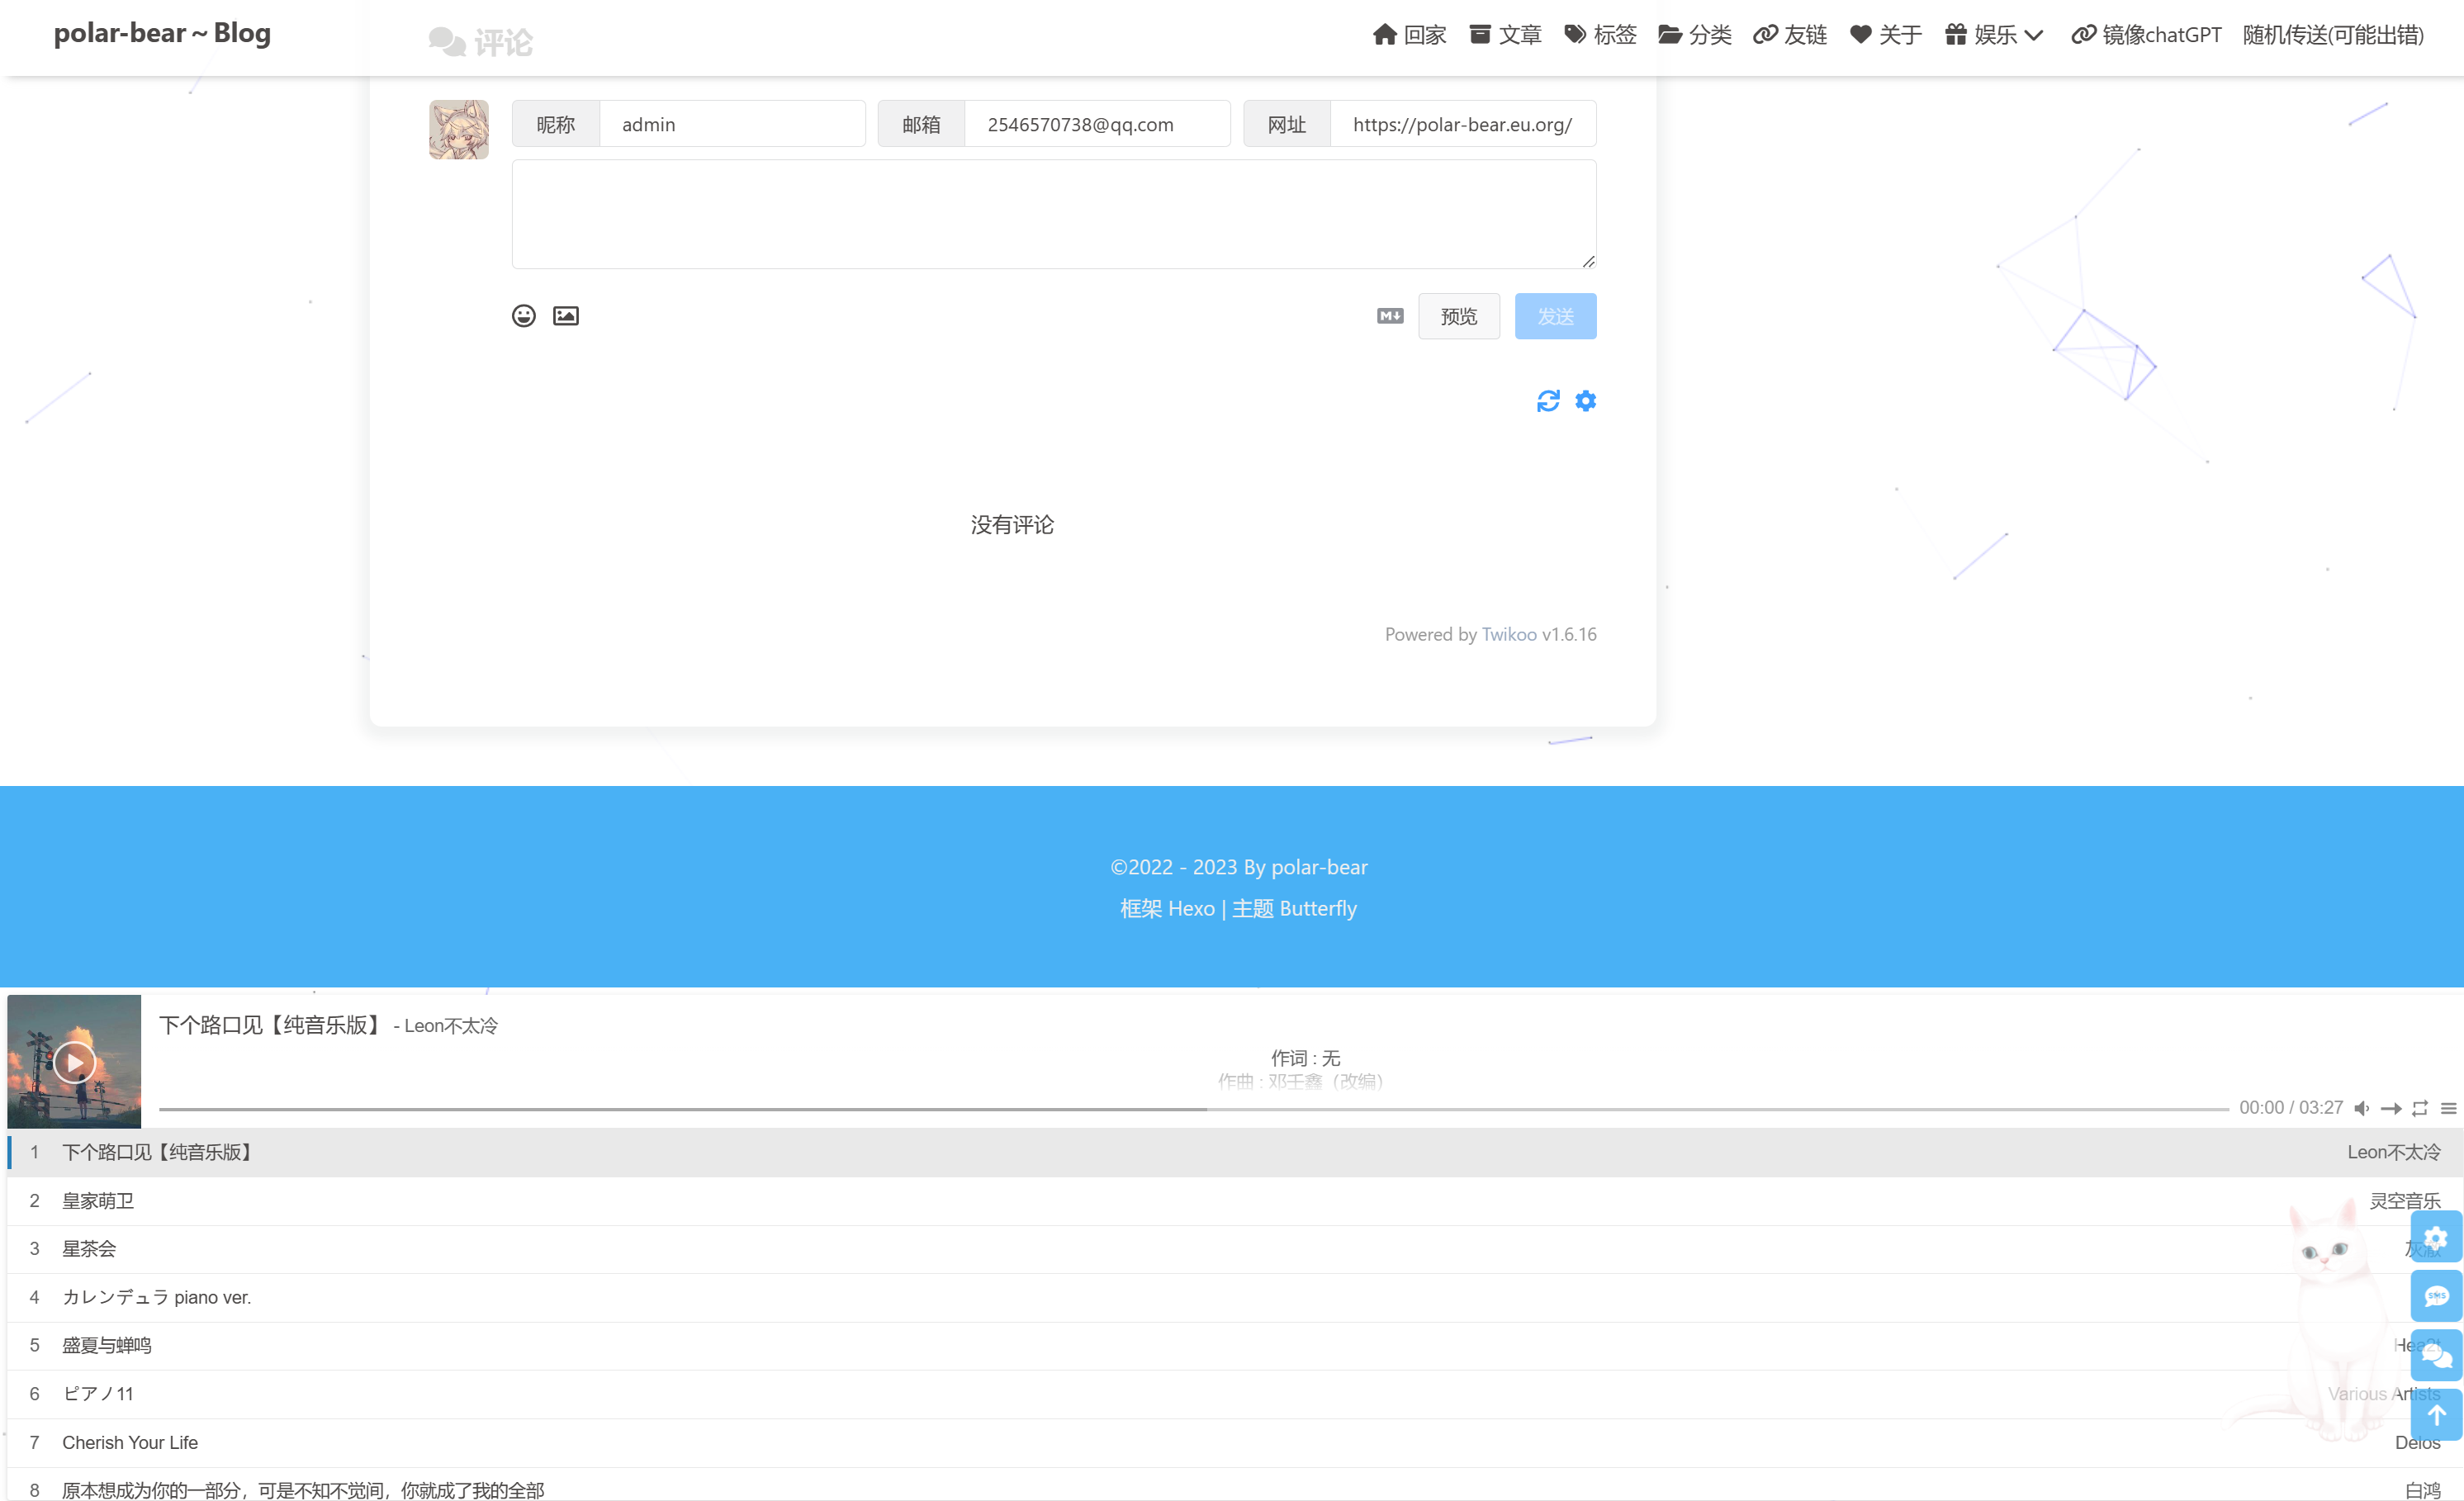 polar-bear ~ Blog
回家 文章 标签 分类 友链 关于 娱乐 镜像chatGPT 随机传送(可能出错)
评论
昵称 admin 邮箱 2546570738@qq.com 网址 https://polar-bear.eu.org/
M↓ 预览 发送
没有评论
Powered by Twikoo v1.6.16
©2022 - 2023 By polar-bear
框架 Hexo | 主题 Butterfly
下个路口见【纯音乐版】 - Leon不太冷
作词 : 无
作曲 : 邓壬鑫（改编）
00:00 / 03:27
1 下个路口见【纯音乐版】 Leon不太冷
2 皇家萌卫 灵空音乐
3 星茶会 灰澈
4 カレンデュラ piano ver.
5 盛夏与蝉鸣 Hea2t
6 ピアノ11 Various Artists
7 Cherish Your Life Delos
8 原本想成为你的一部分，可是不知不觉间，你就成了我的全部 白鸿
SMS